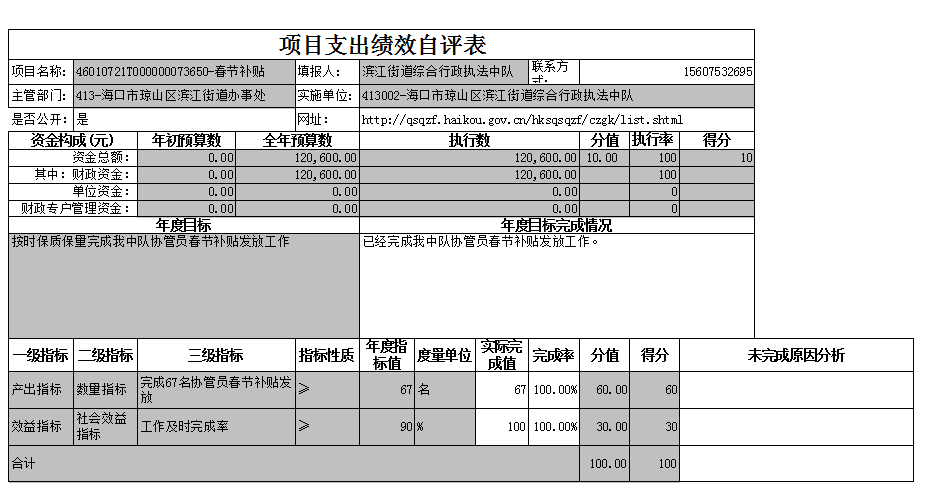 项目支出绩效自评表
项目名称: 46010721T000000073650-春节补贴 填报人: 滨江街道综合行政执法中队 联系方 15607532695
主管部门: 413-海口市琼山区滨江街道办事处 实施单位: 413002-海口市琼山区滨江街道综合行政执法中队
是否公开: 是 网址: http://qsqzf.haikou.gov.cn/hksqsqzf/czgk/list.shtml
资金构成(元) 年初预算数 全年预算数 执行数 分值 执行率 得分
资金总额: 0.00 120,600.00 120,600.00 10.00 100 10
其中: 财政资金: 0.00 120,600.00 120,600.00 100
单位资金: 0.00 0.00 0.00 0
财政专户管理资金: 0.00 0.00 0.00 0
年度目标 年度目标完成情况
按时保质保量完成我中队协管员春节补贴发放工作 已经完成我中队协管员春节补贴发放工作。
一级指标 二级指标 三级指标 指标性质 年度指标值 度量单位 实际完成值 完成率 分值 得分 未完成原因分析
产出指标 数量指标 完成67名协管员春节补贴发放 ≥ 67 名 67 100.00% 60.00 60
效益指标 社会效益指标 工作及时完成率 ≥ 90 % 100 100.00% 30.00 30
合计 100.00 100